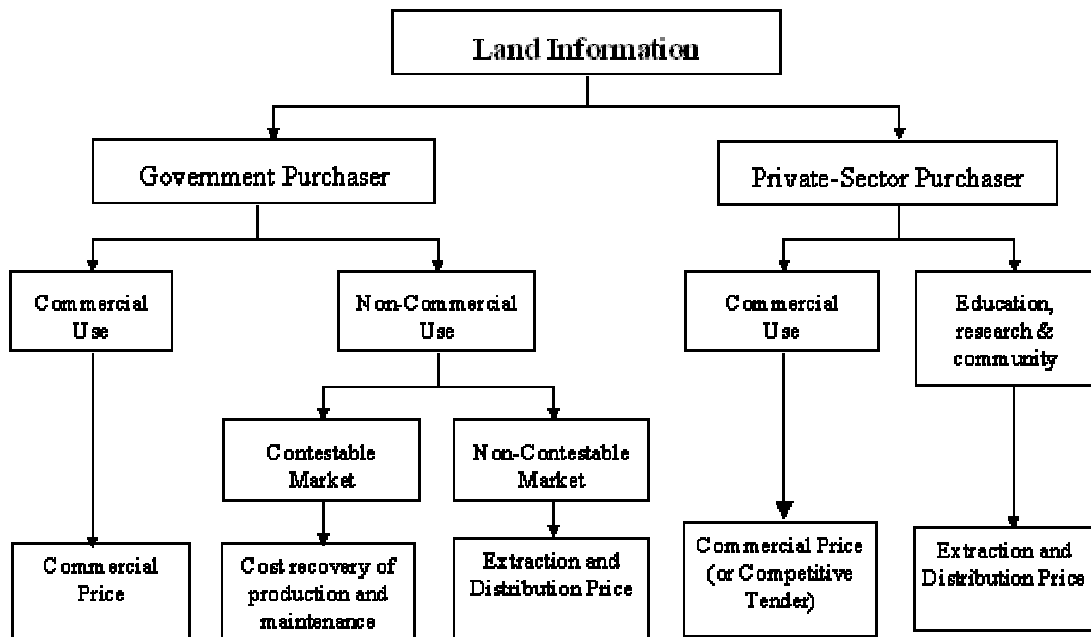 Land Information
Government Purchaser
Private-Sector Purchaser
Commercial
Use
Non-Commercial
Use
Commercial
Use
Education,
research &
community
Contestable
Market
Non-Contestable
Market
Commercial
Price
Cost recovery of
production and
maintenance
Extraction and
Distribution Price
Commercial Price
(or Competitive
Tender)
Extraction and
Distribution Price